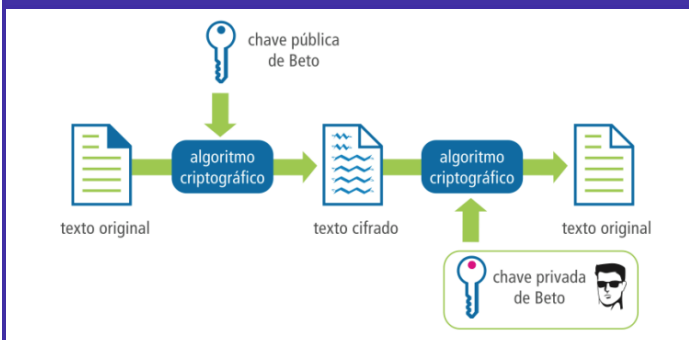 chave pública
de Beto
algoritmo
criptográfico
algoritmo
criptográfico
texto original
texto cifrado
texto original
chave privada
de Beto